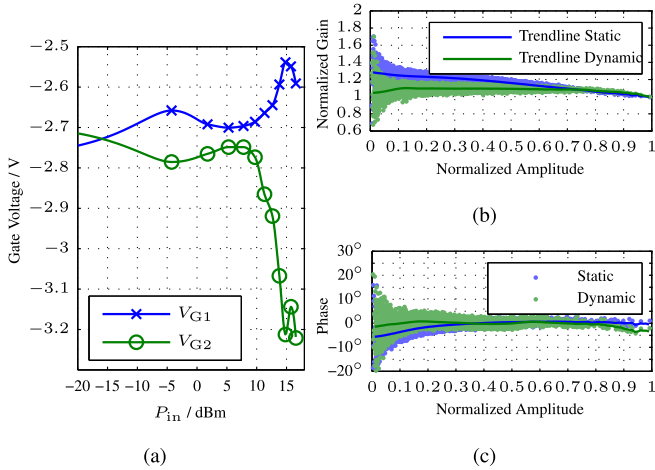 −2.5
−2.6
−2.7
−2.8
−2.9
−3
−3.1
−3.2
Gate Voltage / V
V_G1
V_G2
−20 −15 −10 −5 0 5 10 15
P_in / dBm
(a)
2
1.8
1.6
1.4
1.2
1
0.8
0.6
Normalized Gain
Trendline Static
Trendline Dynamic
0 0.1 0.2 0.3 0.4 0.5 0.6 0.7 0.8 0.9 1
Normalized Amplitude
(b)
30°
20°
10°
0°
−10°
−20°
Phase
Static
Dynamic
0 0.1 0.2 0.3 0.4 0.5 0.6 0.7 0.8 0.9 1
Normalized Amplitude
(c)